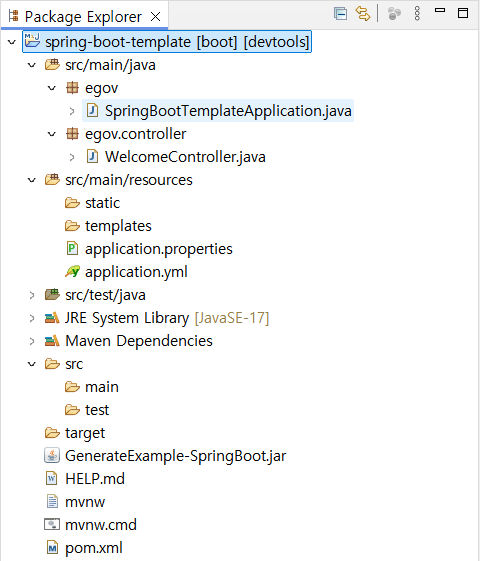 Package Explorer
spring-boot-template [boot] [devtools]
src/main/java
egov
SpringBootTemplateApplication.java
egov.controller
WelcomeController.java
src/main/resources
static
templates
application.properties
application.yml
src/test/java
JRE System Library [JavaSE-17]
Maven Dependencies
src
main
test
target
GenerateExample-SpringBoot.jar
HELP.md
mvnw
mvnw.cmd
pom.xml